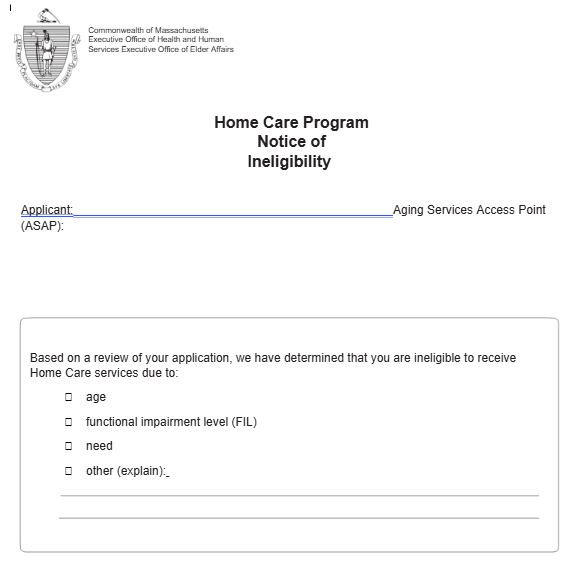 Commonwealth of Massachusetts
Executive Office of Health and Human
Services Executive Office of Elder Affairs
Home Care Program
Notice of
Ineligibility
Applicant:________________________________________________Aging Services Access Point
(ASAP):
Based on a review of your application, we have determined that you are ineligible to receive
Home Care services due to:
□ age
□ functional impairment level (FIL)
□ need
□ other (explain):_